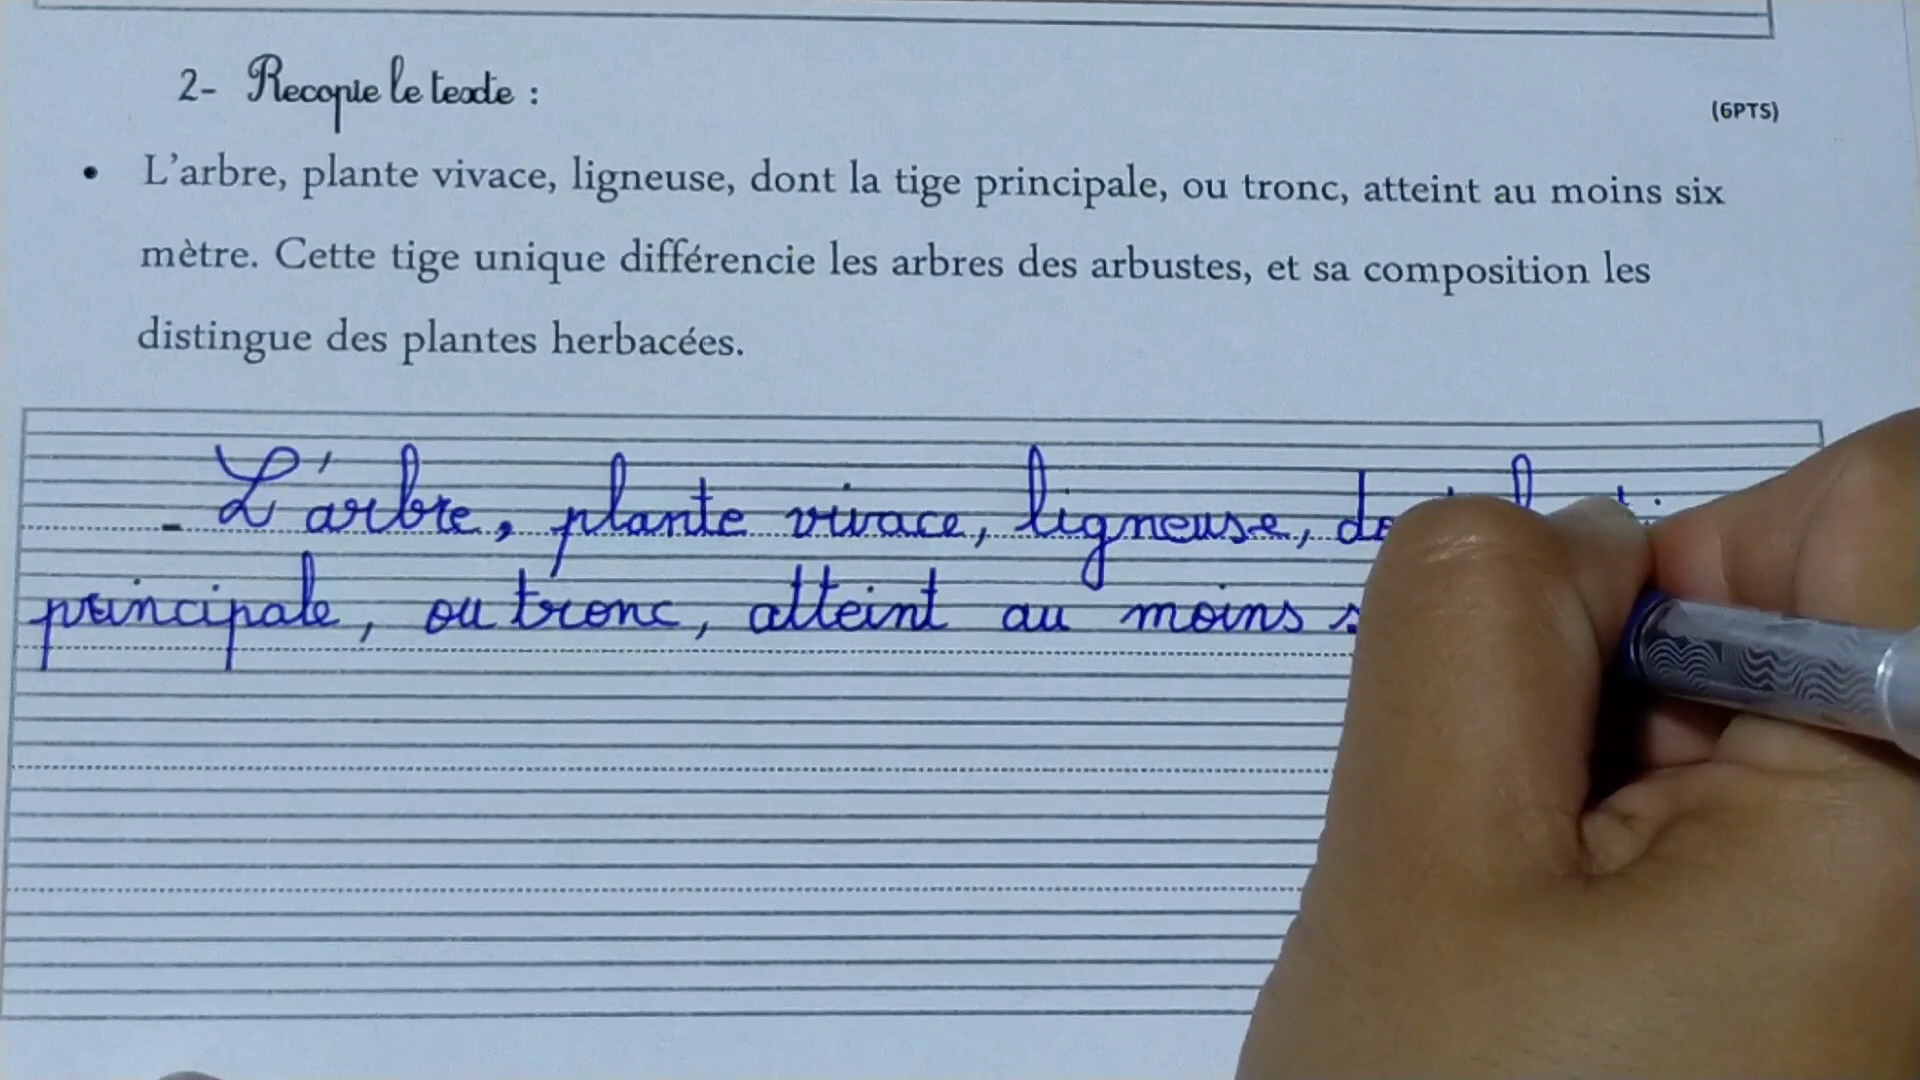 2- Recopie le texte :
(6PTS)
• L'arbre, plante vivace, ligneuse, dont la tige principale, ou tronc, atteint au moins six
mètre. Cette tige unique différencie les arbres des arbustes, et sa composition les
distingue des plantes herbacées.
- L'arbre, plante vivace, ligneuse,
principale, ou tronc, atteint au moins